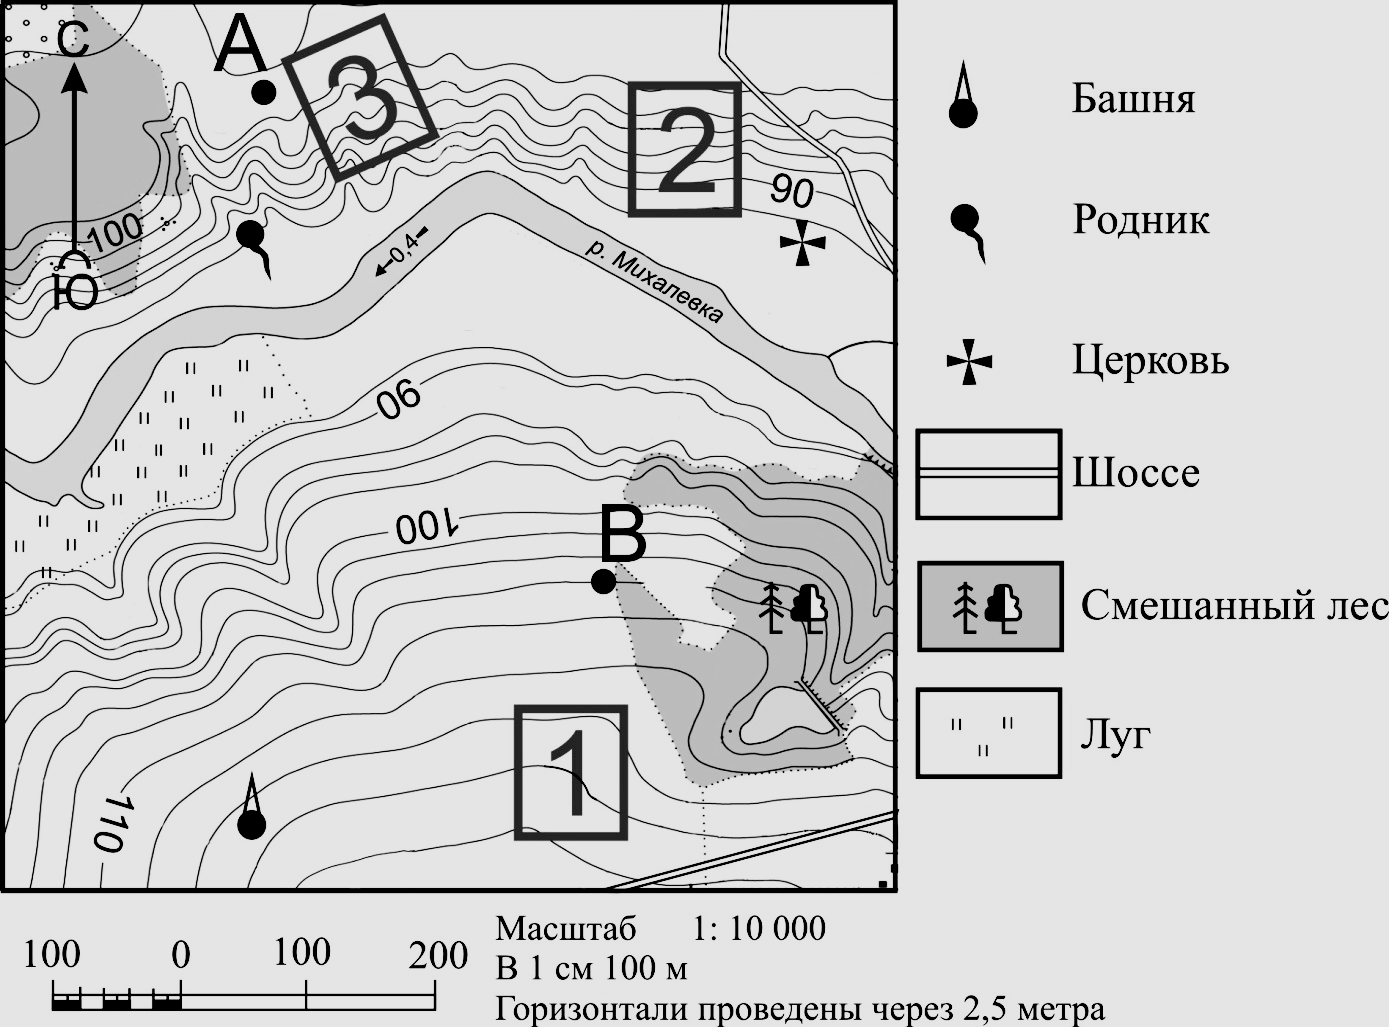 С
А
3
2
90
100
Ю
0,4
р. Михалевка
90
100
В
1
110
Башня
Родник
Церковь
Шоссе
Смешанный лес
Луг
100 0 100 200
Масштаб 1: 10 000
В 1 см 100 м
Горизонтали проведены через 2,5 метра